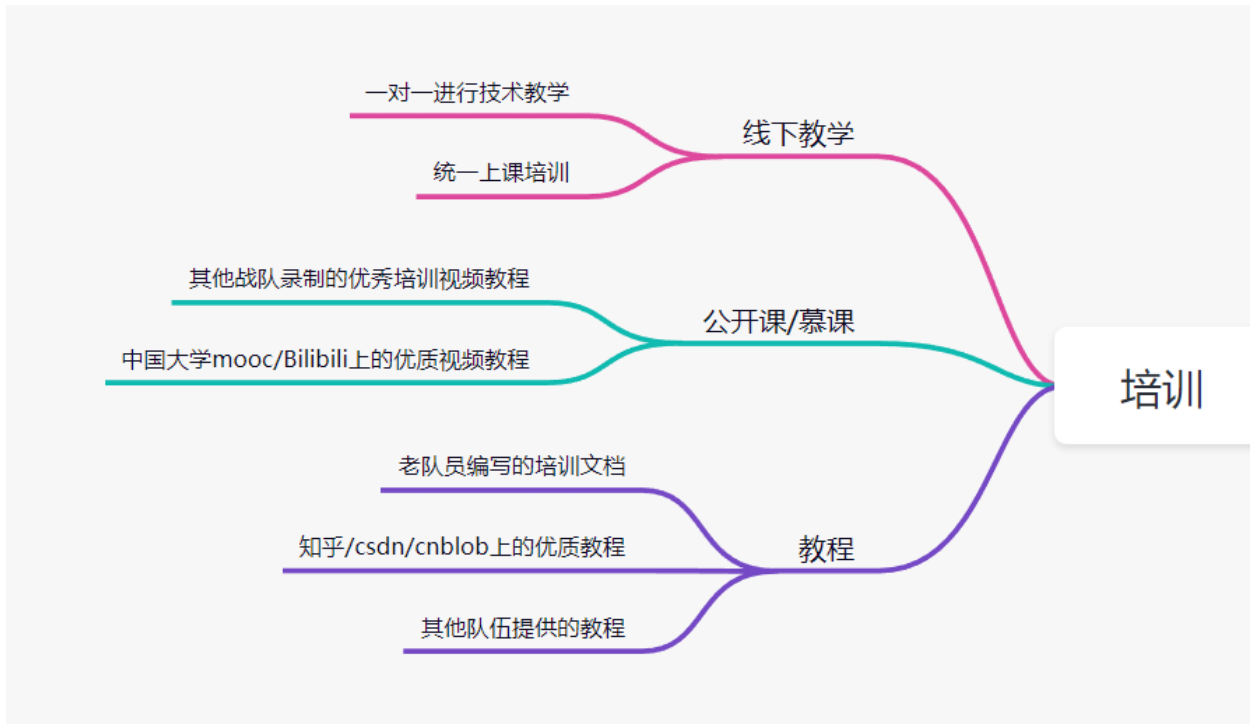 一对一进行技术教学
线下教学
统一上课培训
其他战队录制的优秀培训视频教程
公开课/慕课
中国大学mooc/Bilibili上的优质视频教程
培训
老队员编写的培训文档
知乎/csdn/cnblob上的优质教程
教程
其他队伍提供的教程